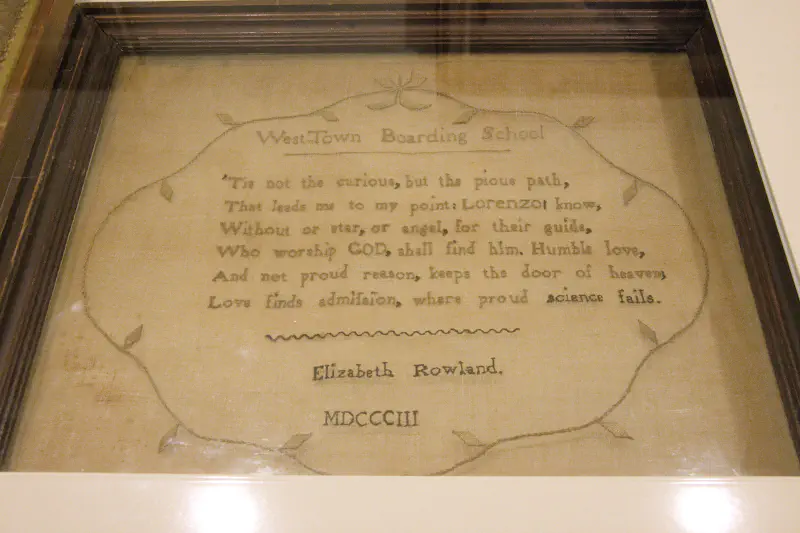 West-Town Boarding School
'Tis not the curious, but the pious path,
That leads me to my point: Lorenzo! know,
Without or star, or angel, for their guide,
Who worship GOD, shall find him. Humble love,
And not proud reason, keeps the door of heaven;
Love finds admiſsion, where proud science fails.
Elizabeth Rowland.
MDCCCIII